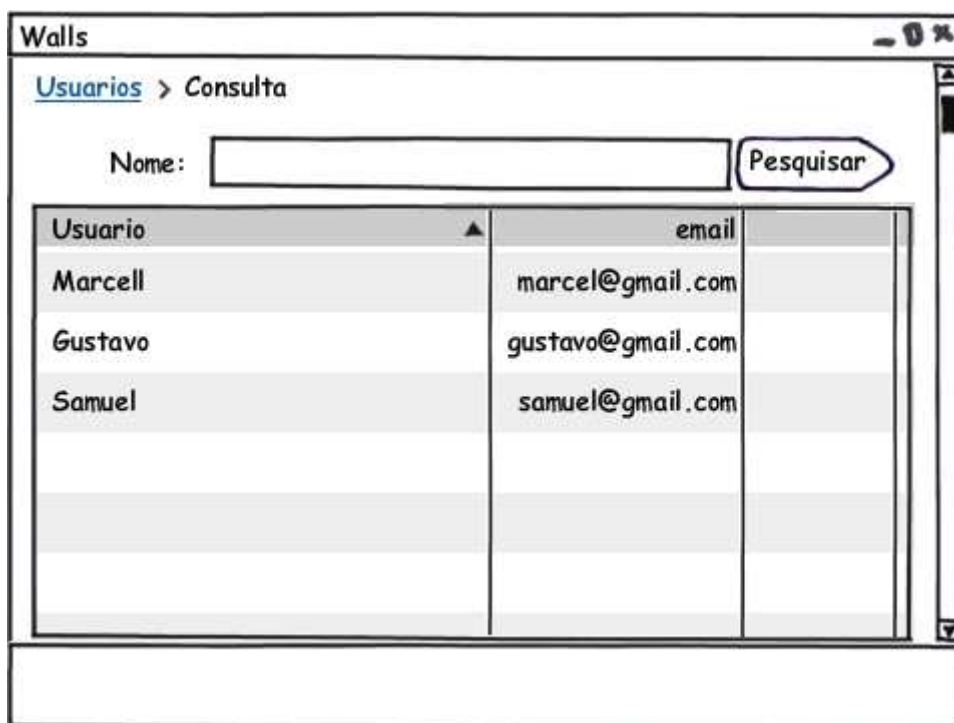 Walls
Usuarios > Consulta
Nome: Pesquisar
Usuario email
Marcell marcel@gmail.com
Gustavo gustavo@gmail.com
Samuel samuel@gmail.com